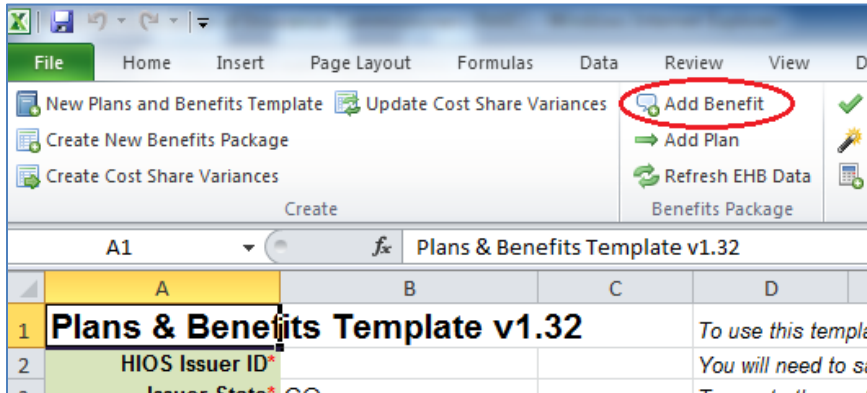 File Home Insert Page Layout Formulas Data Review View D
New Plans and Benefits Template Update Cost Share Variances Add Benefit
Create New Benefits Package Add Plan
Create Cost Share Variances Refresh EHB Data
Create Benefits Package
A1 fx Plans & Benefits Template v1.32
A B C D
1 Plans & Benefits Template v1.32 To use this templa
2 HIOS Issuer ID* You will need to sa
Issuer State*